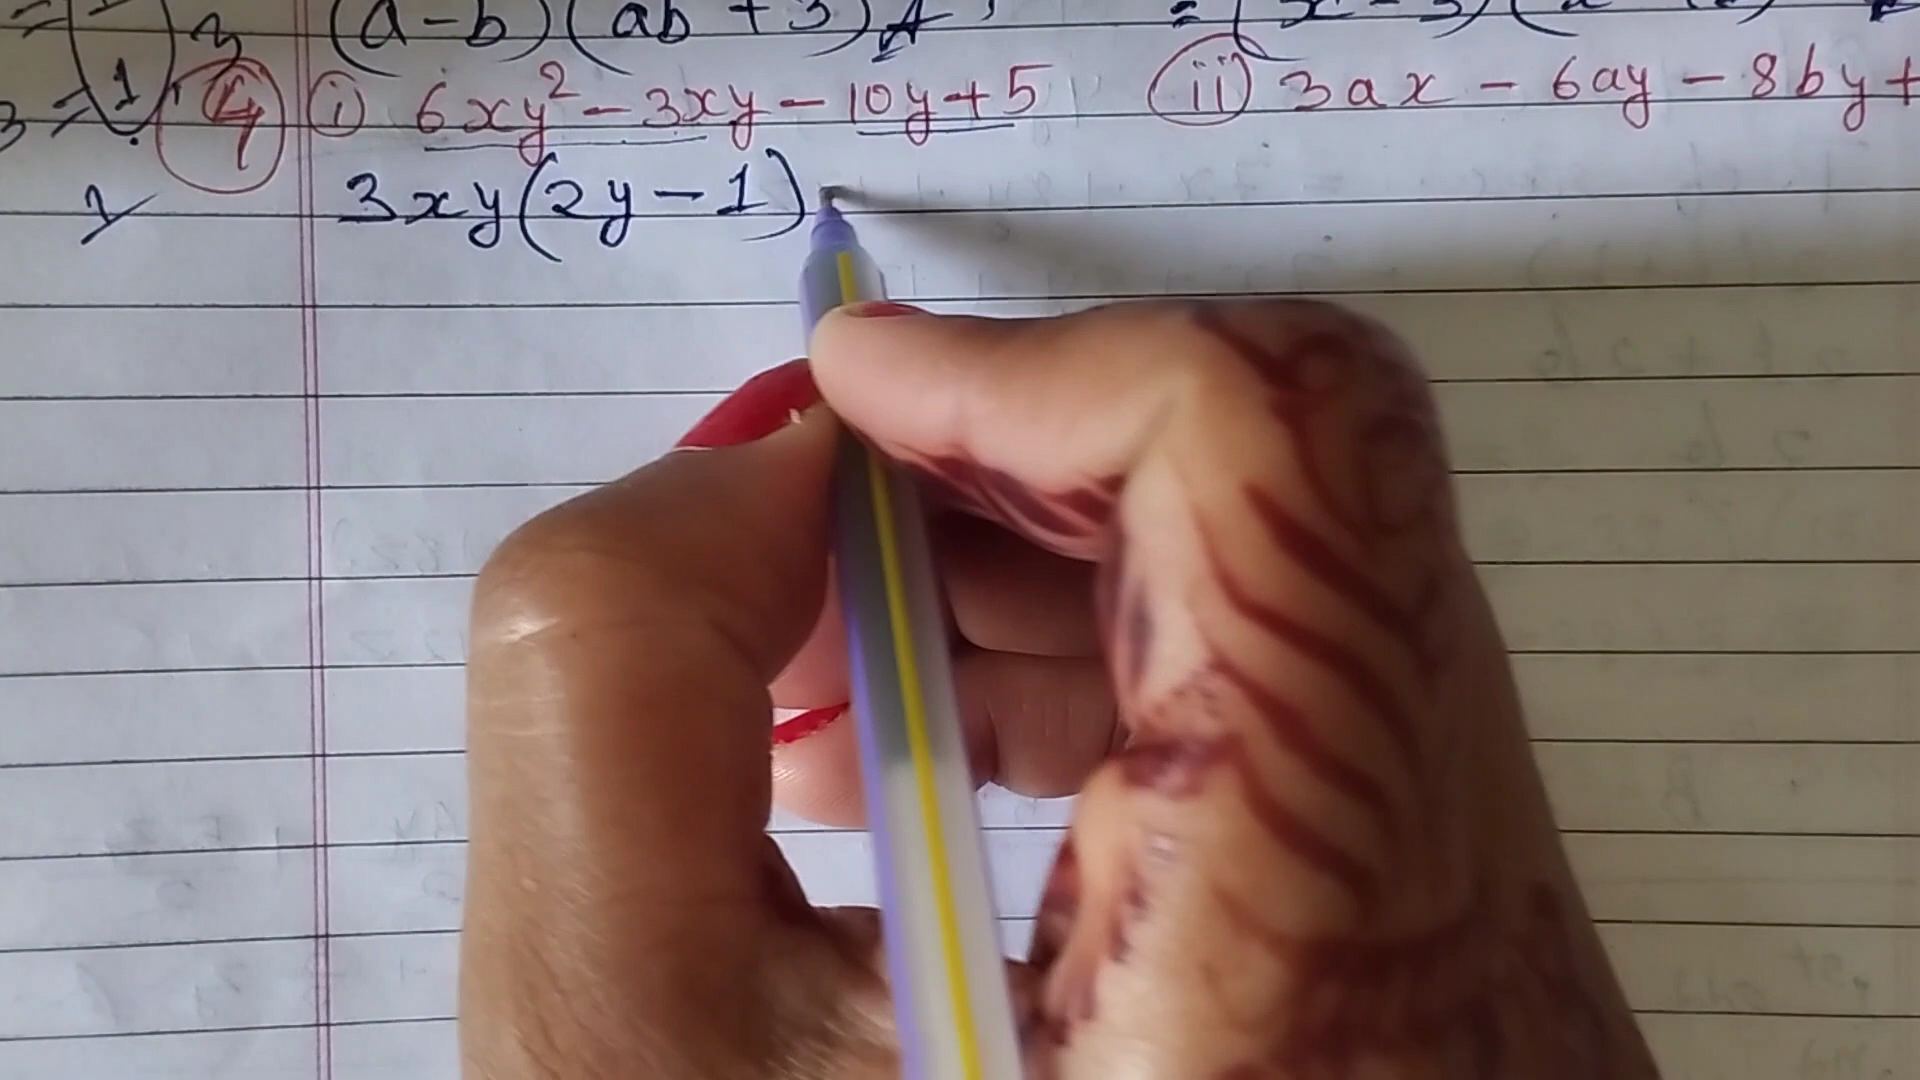 (a-b)(ab+3)
④ (i) 6xy² - 3xy - 10y + 5 (ii) 3ax - 6ay - 8by +
3xy(2y - 1)